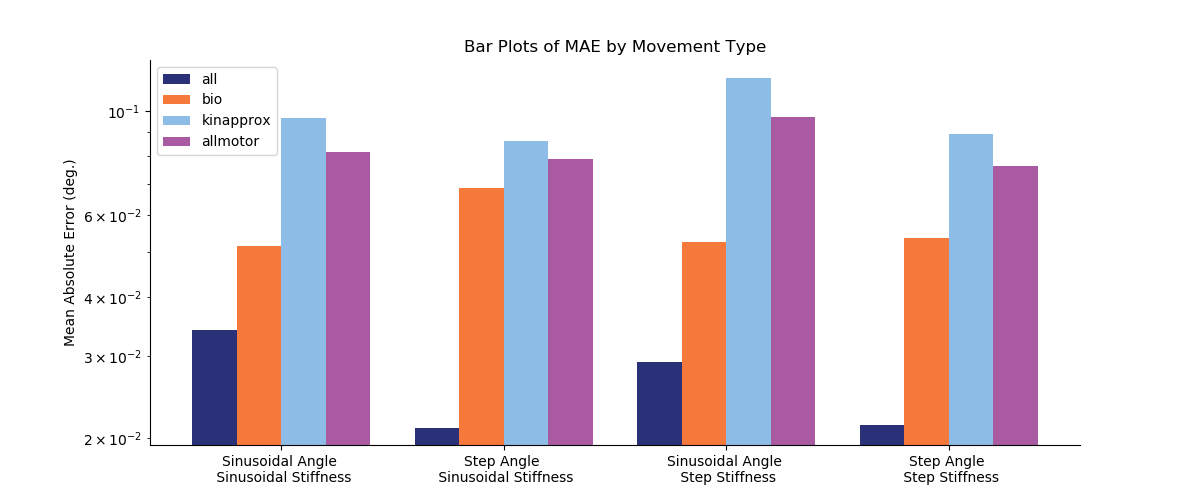 Bar Plots of MAE by Movement Type
all
bio
kinapprox
allmotor
Mean Absolute Error (deg.)
10⁻¹
6 × 10⁻²
4 × 10⁻²
3 × 10⁻²
2 × 10⁻²
Sinusoidal Angle
Sinusoidal Stiffness
Step Angle
Sinusoidal Stiffness
Sinusoidal Angle
Step Stiffness
Step Angle
Step Stiffness